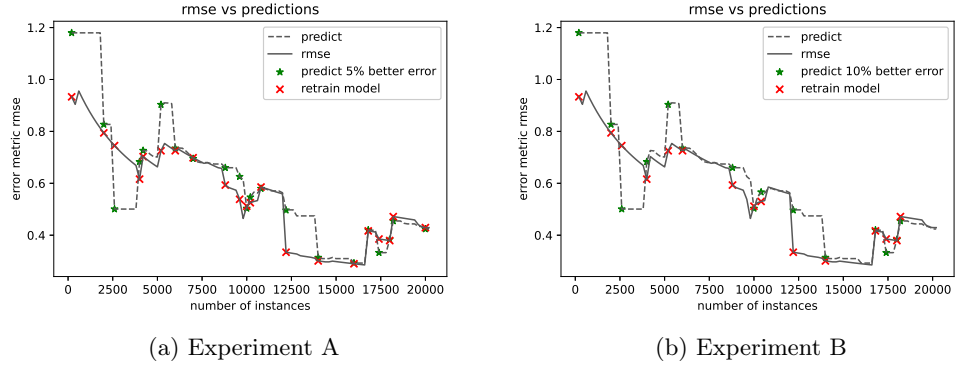 rmse vs predictions
error metric rmse
1.2
1.0
0.8
0.6
0.4
predict
rmse
predict 5% better error
retrain model
0 2500 5000 7500 10000 12500 15000 17500 20000
number of instances
(a) Experiment A
rmse vs predictions
error metric rmse
1.2
1.0
0.8
0.6
0.4
predict
rmse
predict 10% better error
retrain model
0 2500 5000 7500 10000 12500 15000 17500 20000
number of instances
(b) Experiment B